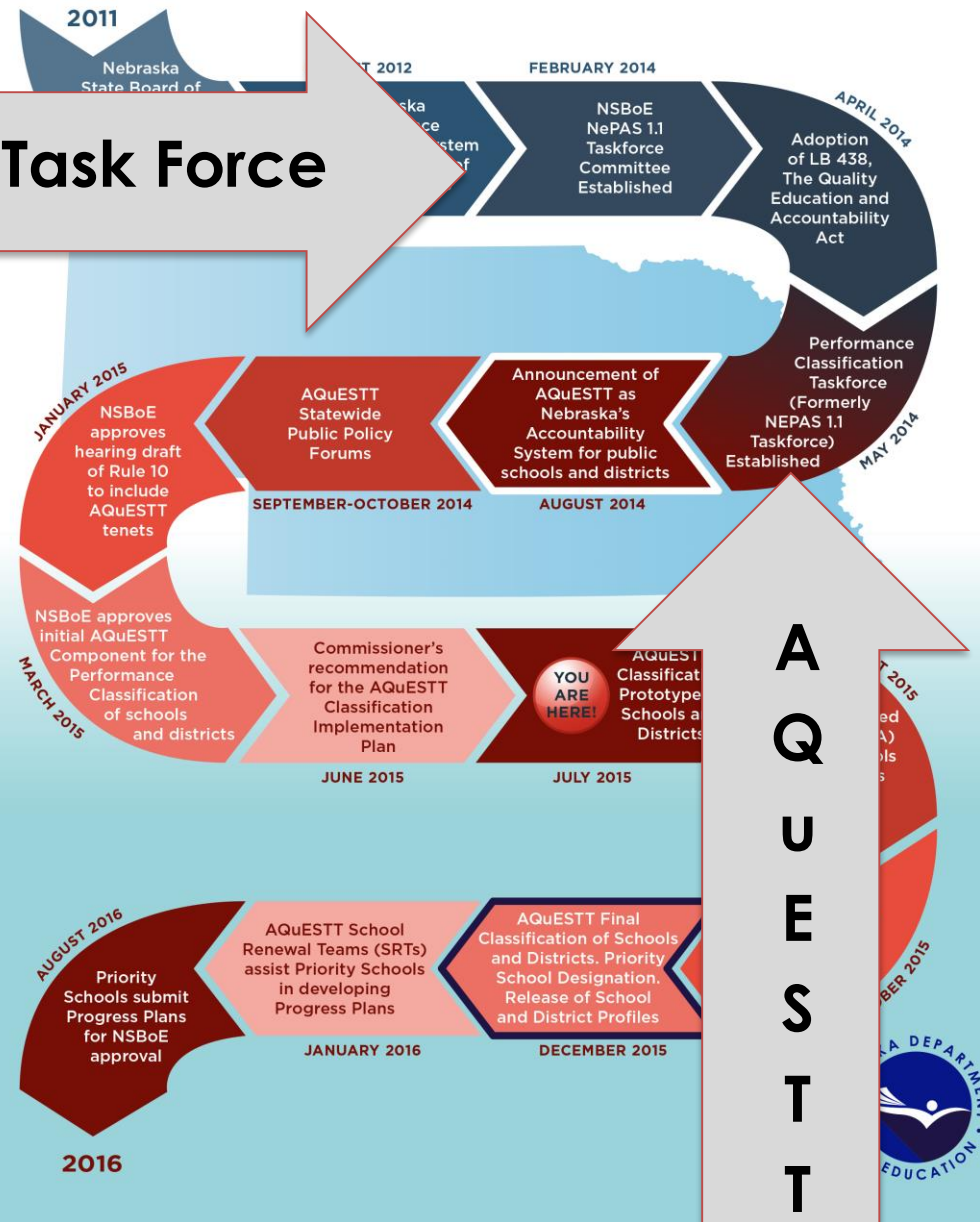 2011
Nebraska
State Board of
Task Force
2012
FEBRUARY 2014
NSBoE
NePAS 1.1
Taskforce
Committee
Established
APRIL 2014
Adoption
of LB 438,
The Quality
Education and
Accountability
Act
Performance
Classification
Taskforce
(Formerly
NEPAS 1.1
Taskforce)
Established
MAY 2014
Announcement of
AQuESTT as
Nebraska's
Accountability
System for public
schools and districts
AUGUST 2014
AQuESTT
Statewide
Public Policy
Forums
SEPTEMBER-OCTOBER 2014
JANUARY 2015
NSBoE
approves
hearing draft
of Rule 10
to include
AQuESTT
tenets
NSBoE approves
initial AQuESTT
Component for the
Performance
Classification
of schools
and districts
MARCH 2015
Commissioner's
recommendation
for the AQuESTT
Classification
Implementation
Plan
JUNE 2015
YOU
ARE
HERE!
Prototype
Schools
Districts
JULY 2015
2015
A
Q
u
E
S
T
T
2015
AQuESTT Final
Classification of Schools
and Districts. Priority
School Designation.
Release of School
and District Profiles
DECEMBER 2015
AQuESTT School
Renewal Teams (SRTs)
assist Priority Schools
in developing
Progress Plans
JANUARY 2016
AUGUST 2016
Priority
Schools submit
Progress Plans
for NSBoE
approval
2016
EDUCATION